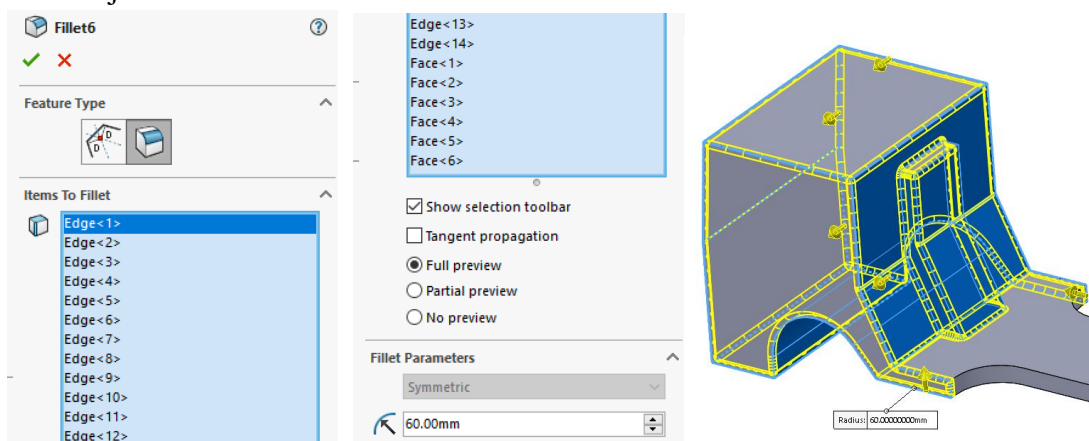 Fillet6
Feature Type
D
D
Items To Fillet
Edge<1>
Edge<2>
Edge<3>
Edge<4>
Edge<5>
Edge<6>
Edge<7>
Edge<8>
Edge<9>
Edge<10>
Edge<11>
Edge<12>
Edge<13>
Edge<14>
Face<1>
Face<2>
Face<3>
Face<4>
Face<5>
Face<6>
Show selection toolbar
Tangent propagation
Full preview
Partial preview
No preview
Fillet Parameters
Symmetric
60.00mm
Radius: 60.00000000mm